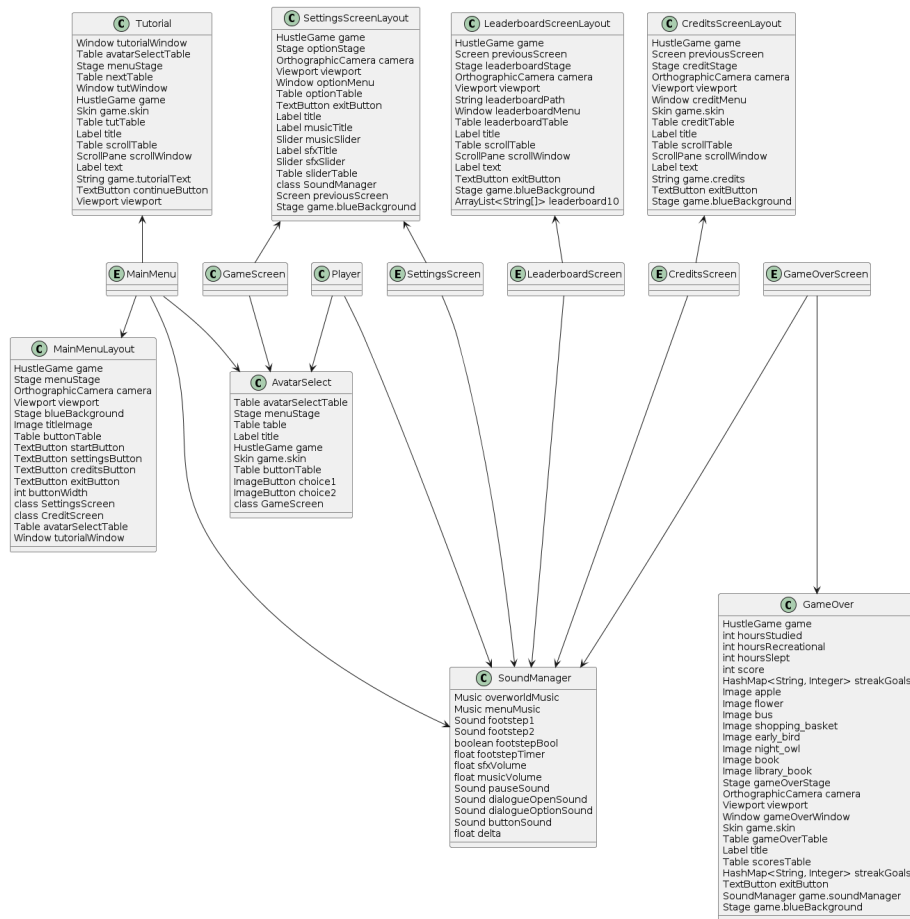 C Tutorial
Window tutorialWindow
Table avatarSelectTable
Stage menuStage
Table nextTable
Window tutWindow
HustleGame game
Skin game.skin
Table tutTable
Label title
Table scrollTable
ScrollPane scrollWindow
Label text
String game.tutorialText
TextButton continueButton
Viewport viewport
C SettingsScreenLayout
HustleGame game
Stage optionStage
OrthographicCamera camera
Viewport viewport
Window optionMenu
Table optionTable
TextButton exitButton
Label title
Label musicTitle
Slider musicSlider
Label sfxTitle
Slider sfxSlider
Table sliderTable
class SoundManager
Screen previousScreen
Stage game.blueBackground
C LeaderboardScreenLayout
HustleGame game
Screen previousScreen
Stage leaderboardStage
OrthographicCamera camera
Viewport viewport
String leaderboardPath
Window leaderboardMenu
Table leaderboardTable
Label title
Table scrollTable
ScrollPane scrollWindow
Label text
TextButton exitButton
Stage game.blueBackground
ArrayList<String[]> leaderboard10
C CreditsScreenLayout
HustleGame game
Screen previousScreen
Stage creditStage
OrthographicCamera camera
Viewport viewport
Window creditMenu
Skin game.skin
Table creditTable
Label title
Table scrollTable
ScrollPane scrollWindow
Label text
String game.credits
TextButton exitButton
Stage game.blueBackground
E MainMenu
C GameScreen
C Player
E SettingsScreen
E LeaderboardScreen
E CreditsScreen
E GameOverScreen
C MainMenuLayout
HustleGame game
Stage menuStage
OrthographicCamera camera
Viewport viewport
Stage blueBackground
Image titleImage
Table buttonTable
TextButton startButton
TextButton settingsButton
TextButton creditsButton
TextButton exitButton
int buttonWidth
class SettingsScreen
class CreditScreen
Table avatarSelectTable
Window tutorialWindow
C AvatarSelect
Table avatarSelectTable
Stage menuStage
Table table
Label title
HustleGame game
Skin game.skin
Table buttonTable
ImageButton choice1
ImageButton choice2
class GameScreen
C SoundManager
Music overworldMusic
Music menuMusic
Sound footstep1
Sound footstep2
boolean footstepBool
float footstepTimer
float sfxVolume
float musicVolume
Sound pauseSound
Sound dialogueOpenSound
Sound dialogueOptionSound
Sound buttonSound
float delta
C GameOver
HustleGame game
int hoursStudied
int hoursRecreational
int hoursSlept
int score
HashMap<String, Integer> streakGoals
Image apple
Image flower
Image bus
Image shopping_basket
Image early_bird
Image night_owl
Image book
Image library_book
Stage gameOverStage
OrthographicCamera camera
Viewport viewport
Window gameOverWindow
Skin game.skin
Table gameOverTable
Label title
Table scoresTable
HashMap<String, Integer> streakGoals
TextButton exitButton
SoundManager game.soundManager
Stage game.blueBackground